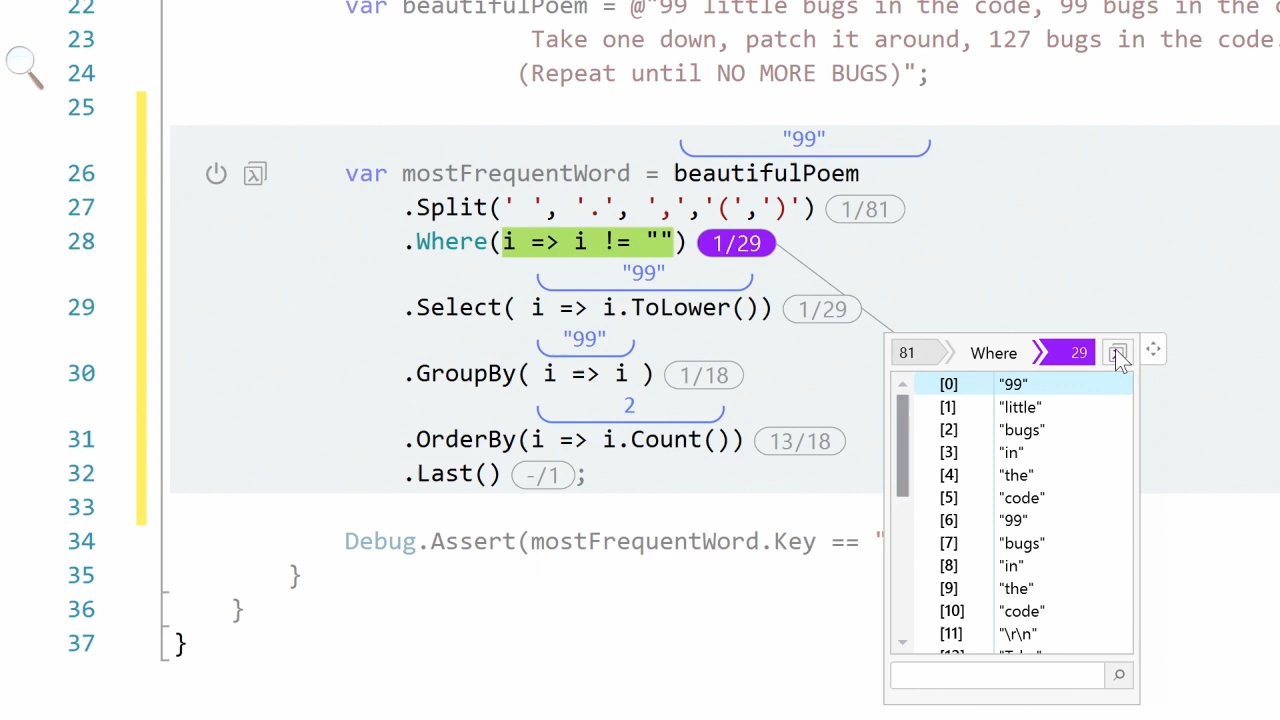 22 var beautifulPoem = @"99 little bugs in the code, 99 bugs in the
23 Take one down, patch it around, 127 bugs in the code.
24 (Repeat until NO MORE BUGS)";
25
"99"
26 var mostFrequentWord = beautifulPoem
27 .Split(' ', '.', ',','(',')') 1/81
28 .Where(i => i != "") 1/29
"99"
29 .Select( i => i.ToLower()) 1/29
"99"
30 .GroupBy( i => i ) 1/18
2
31 .OrderBy(i => i.Count()) 13/18
32 .Last() -/1 ;
33
34 Debug.Assert(mostFrequentWord.Key == "
35 }
36 }
37 }
81 Where 29
[0] "99"
[1] "little"
[2] "bugs"
[3] "in"
[4] "the"
[5] "code"
[6] "99"
[7] "bugs"
[8] "in"
[9] "the"
[10] "code"
[11] "\r\n"